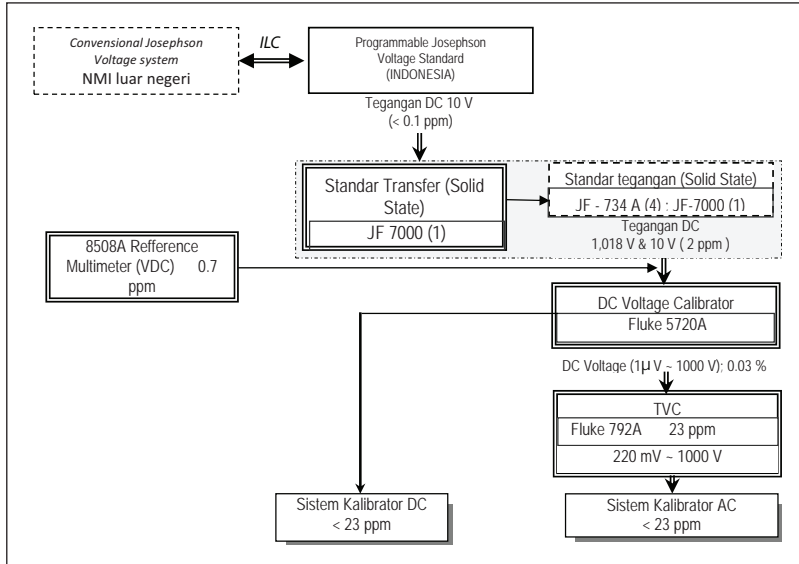 Conventional Josephson
Voltage system
NMI luar negeri
ILC
Programmable Josephson
Voltage Standard
(INDONESIA)
Tegangan DC 10 V
(< 0.1 ppm)
Standar Transfer (Solid
State)
JF 7000 (1)
Standar tegangan (Solid State)
JF - 734 A (4) ; JF-7000 (1)
Tegangan DC
1,018 V & 10 V ( 2 ppm )
8508A Refference
Multimeter (VDC) 0.7
ppm
DC Voltage Calibrator
Fluke 5720A
DC Voltage (1µ V ~ 1000 V); 0.03 %
TVC
Fluke 792A 23 ppm
220 mV ~ 1000 V
Sistem Kalibrator DC
< 23 ppm
Sistem Kalibrator AC
< 23 ppm